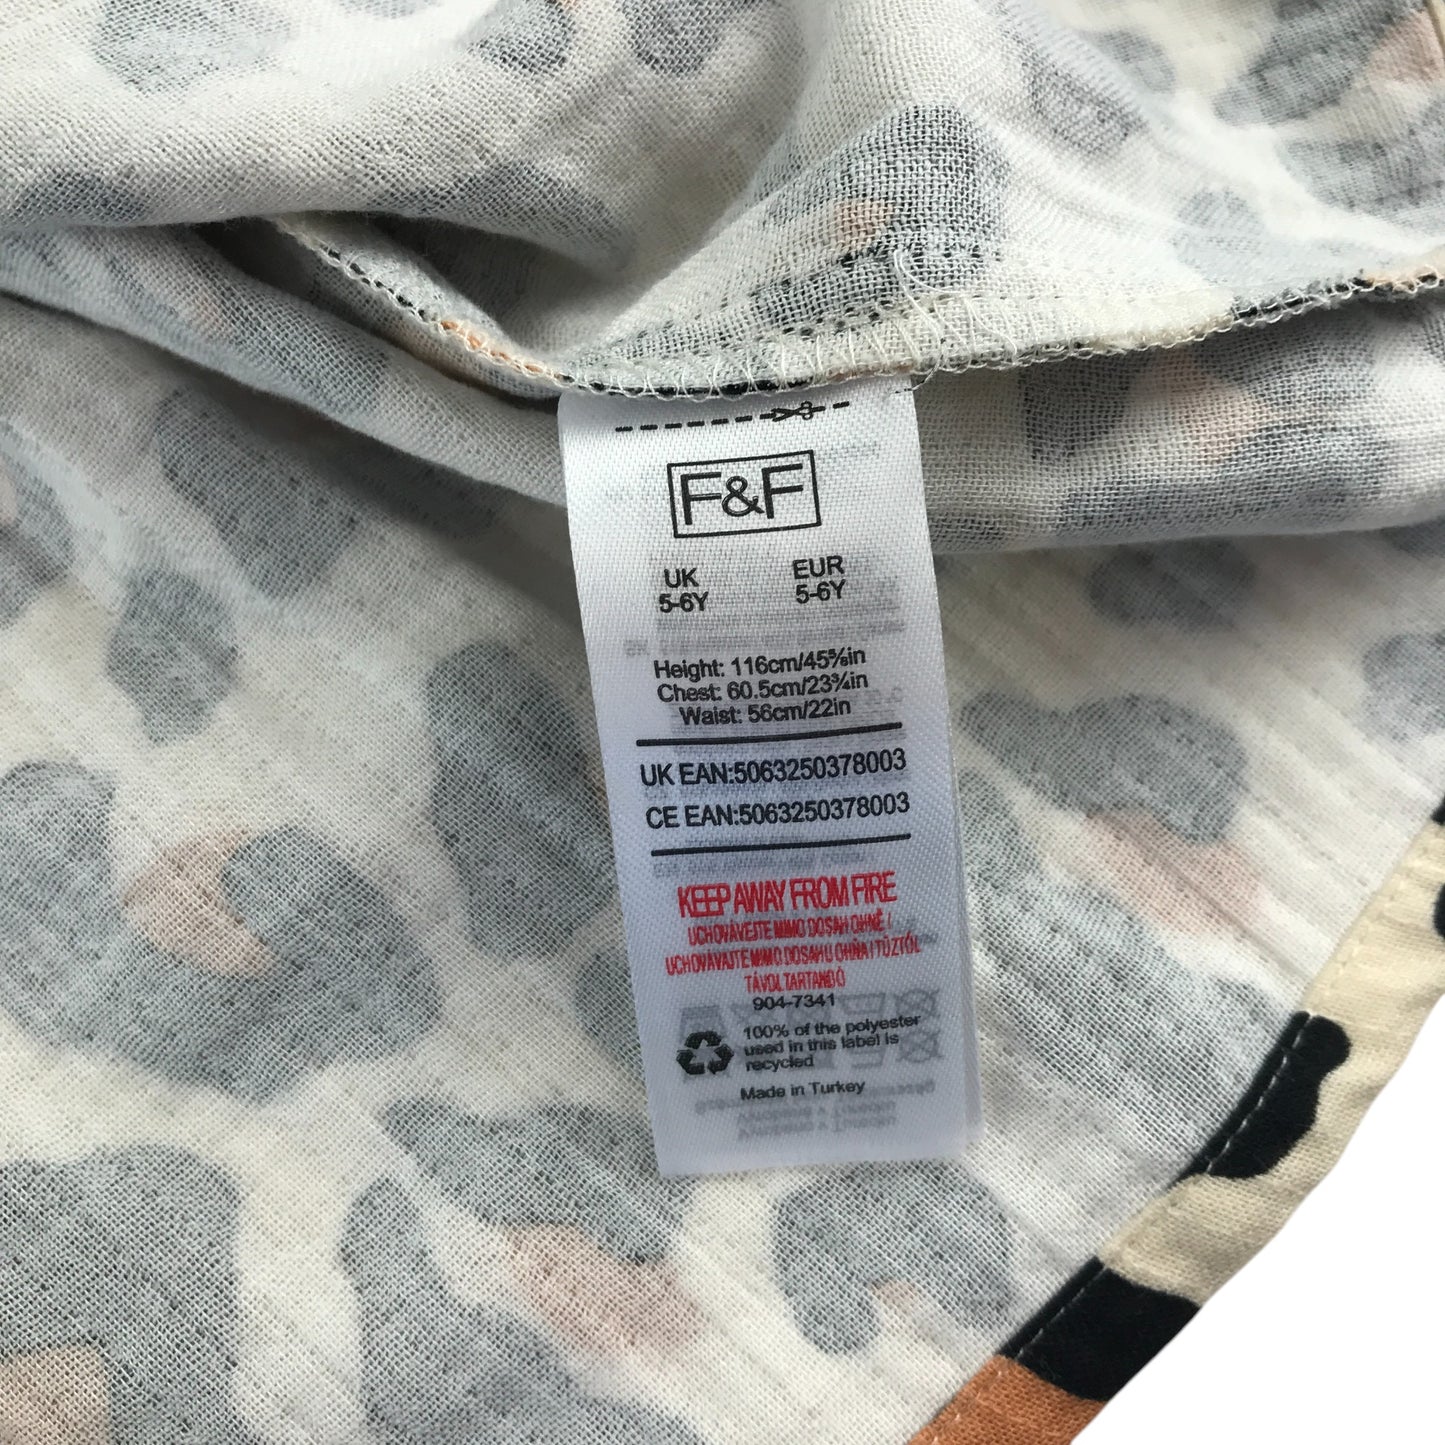 F&F
UK EUR
5-6Y 5-6Y
Height: 116cm/45⅝in
Chest: 60.5cm/23¾in
Waist: 56cm/22in
UK EAN:5063250378003
CE EAN:5063250378003
KEEP AWAY FROM FIRE
UCHOVÁVEJTE MIMO DOSAH OHNĚ /
UCHOVÁVAJTE MIMO DOSAHU OHŇA / TŰZTŐL
TÁVOL TARTANDÓ
904-7341
100% of the polyester
used in this label is
recycled
Made in Turkey